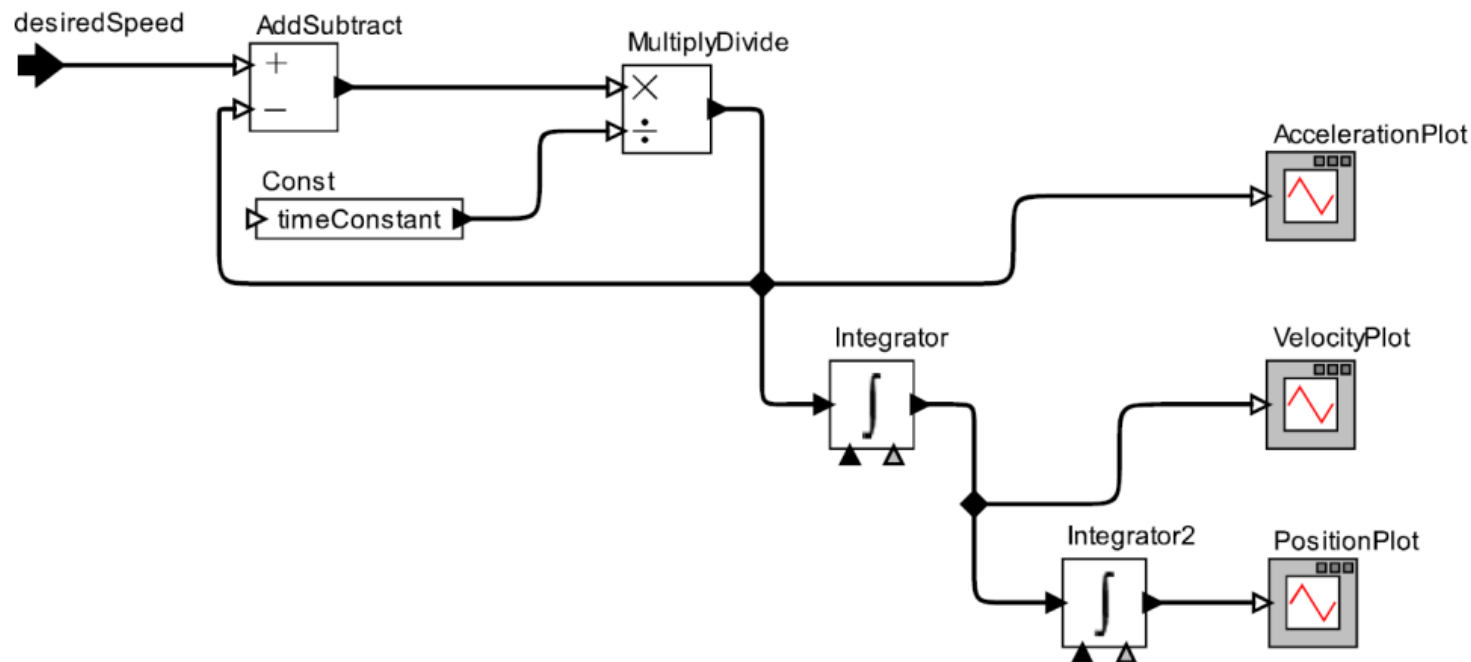 desiredSpeed
AddSubtract
+
−
MultiplyDivide
×
÷
Const
timeConstant
AccelerationPlot
Integrator
∫
VelocityPlot
Integrator2
∫
PositionPlot